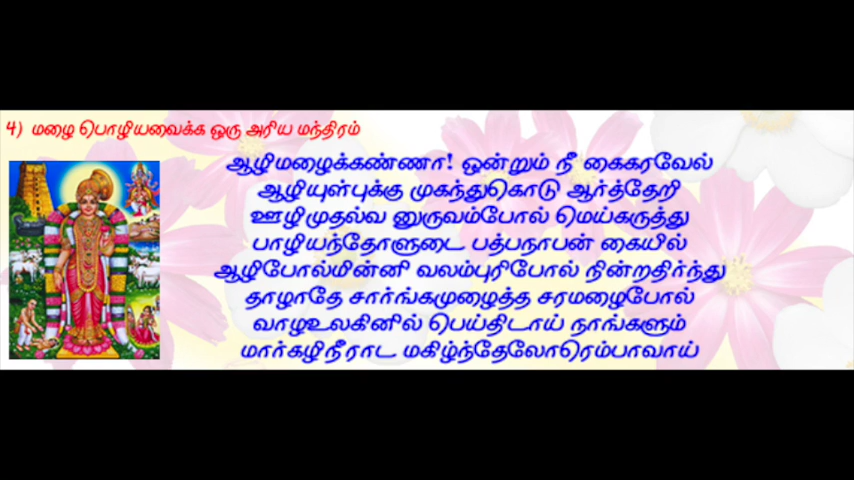 4) மழை பொழியவைக்க ஒரு அரிய மந்திரம்
ஆழிமழைக்கண்ணா! ஒன்றும் நீ கைகரவேல்
ஆழியுள்புக்கு முகந்துகொடு ஆர்த்தேறி
ஊழிமுதல்வ னுருவம்போல் மெய்கருத்து
பாழியந்தோளுடை பத்பநாபன் கையில்
ஆழிபோல்மின்னி வலம்புரிபோல் நின்றதிர்ந்து
தாழாதே சார்ங்கமுழைத்த சரமழைபோல்
வாழஉலகினில் பெய்திடாய் நாங்களும்
மார்கழிநீராட மகிழ்ந்தேலோரெம்பாவாய்